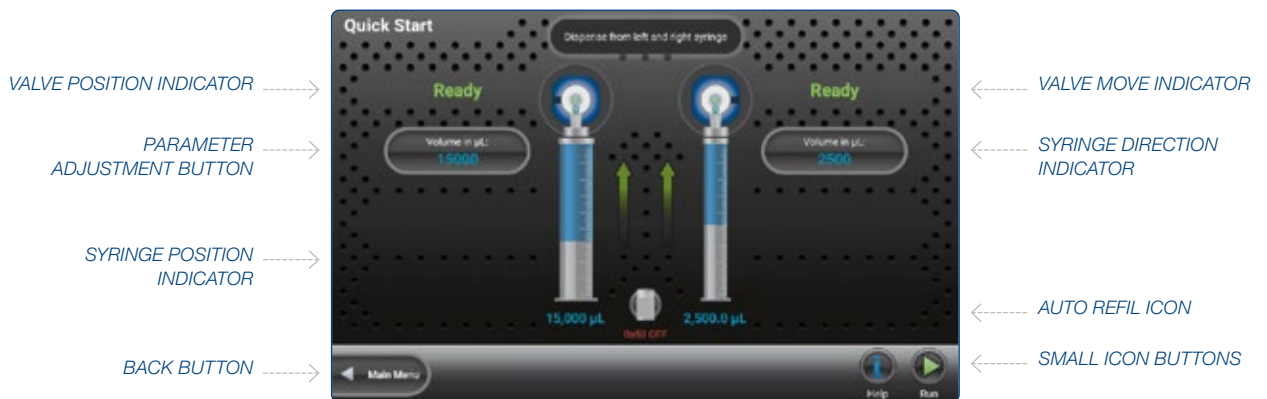 Quick Start
Dispense from left and right syringe
VALVE POSITION INDICATOR
Ready
Ready
VALVE MOVE INDICATOR
PARAMETER
ADJUSTMENT BUTTON
Volume in µL:
15000
Volume in µL:
2500
SYRINGE DIRECTION
INDICATOR
SYRINGE POSITION
INDICATOR
15,000 µL
Refill OFF
2,500.0 µL
AUTO REFIL ICON
BACK BUTTON
Main Menu
Help
Run
SMALL ICON BUTTONS